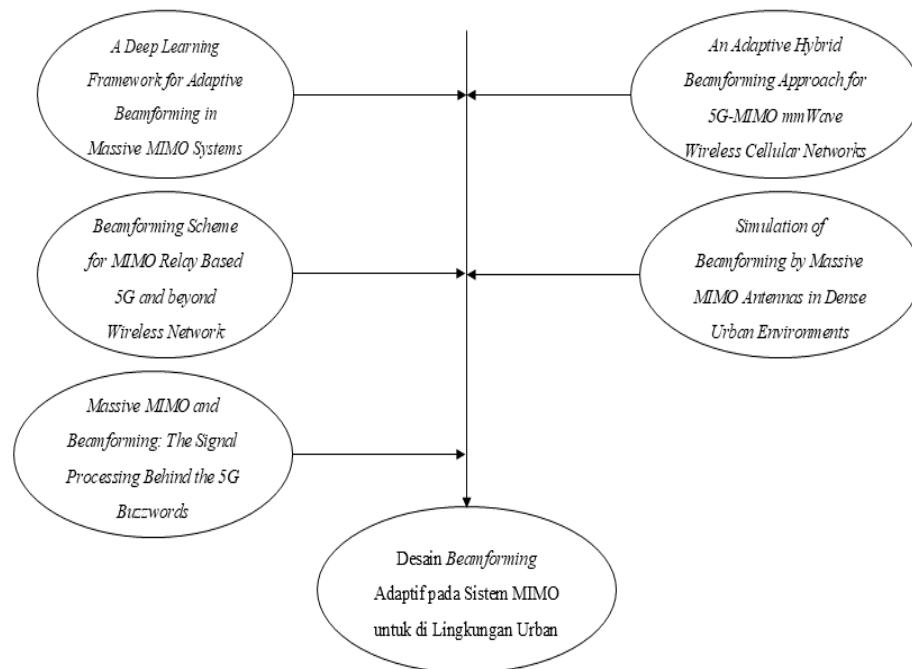 A Deep Learning
Framework for Adaptive
Beamforming in
Massive MIMO Systems
An Adaptive Hybrid
Beamforming Approach for
5G-MIMO mmWave
Wireless Cellular Networks
Beamforming Scheme
for MIMO Relay Based
5G and beyond
Wireless Network
Simulation of
Beamforming by Massive
MIMO Antennas in Dense
Urban Environments
Massive MIMO and
Beamforming: The Signal
Processing Behind the 5G
Buzzwords
Desain Beamforming
Adaptif pada Sistem MIMO
untuk di Lingkungan Urban